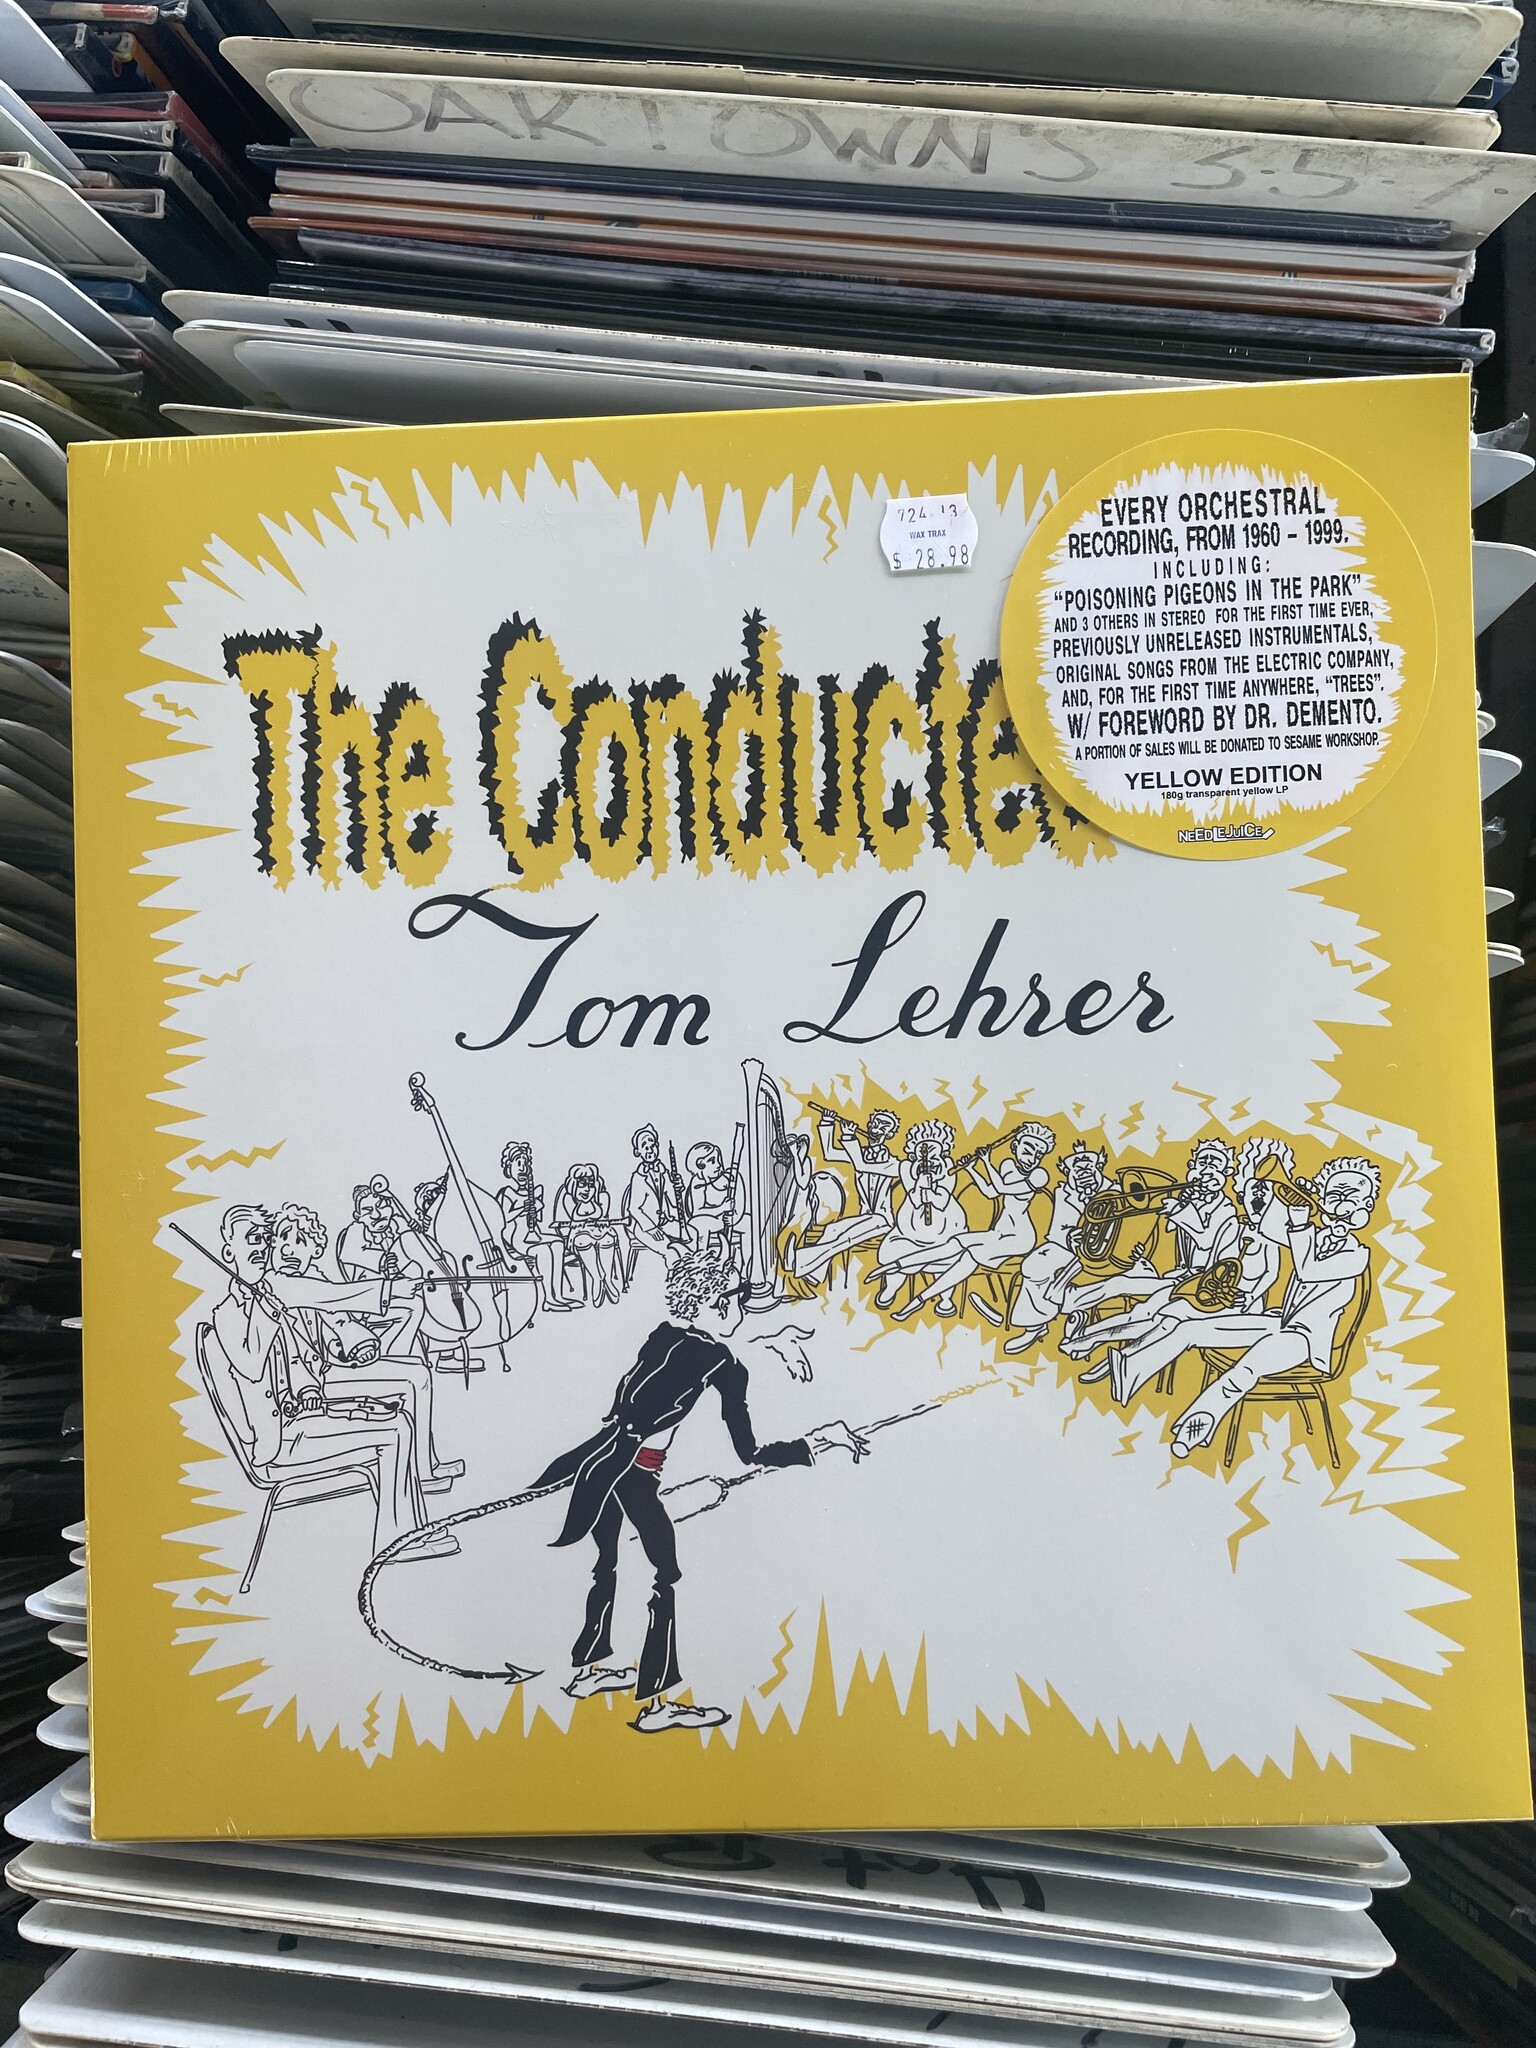 OAKTOWN'S 3.5.7.
724 13
WAX TRAX
$ 28.98
EVERY ORCHESTRAL
RECORDING, FROM 1960 – 1999.
INCLUDING:
"POISONING PIGEONS IN THE PARK"
AND 3 OTHERS IN STEREO FOR THE FIRST TIME EVER,
PREVIOUSLY UNRELEASED INSTRUMENTALS,
ORIGINAL SONGS FROM THE ELECTRIC COMPANY,
AND, FOR THE FIRST TIME ANYWHERE, "TREES".
W/ FOREWORD BY DR. DEMENTO.
A PORTION OF SALES WILL BE DONATED TO SESAME WORKSHOP.
YELLOW EDITION
180g transparent yellow LP
NEEDLEJUICE
The Conducted
Tom Lehrer